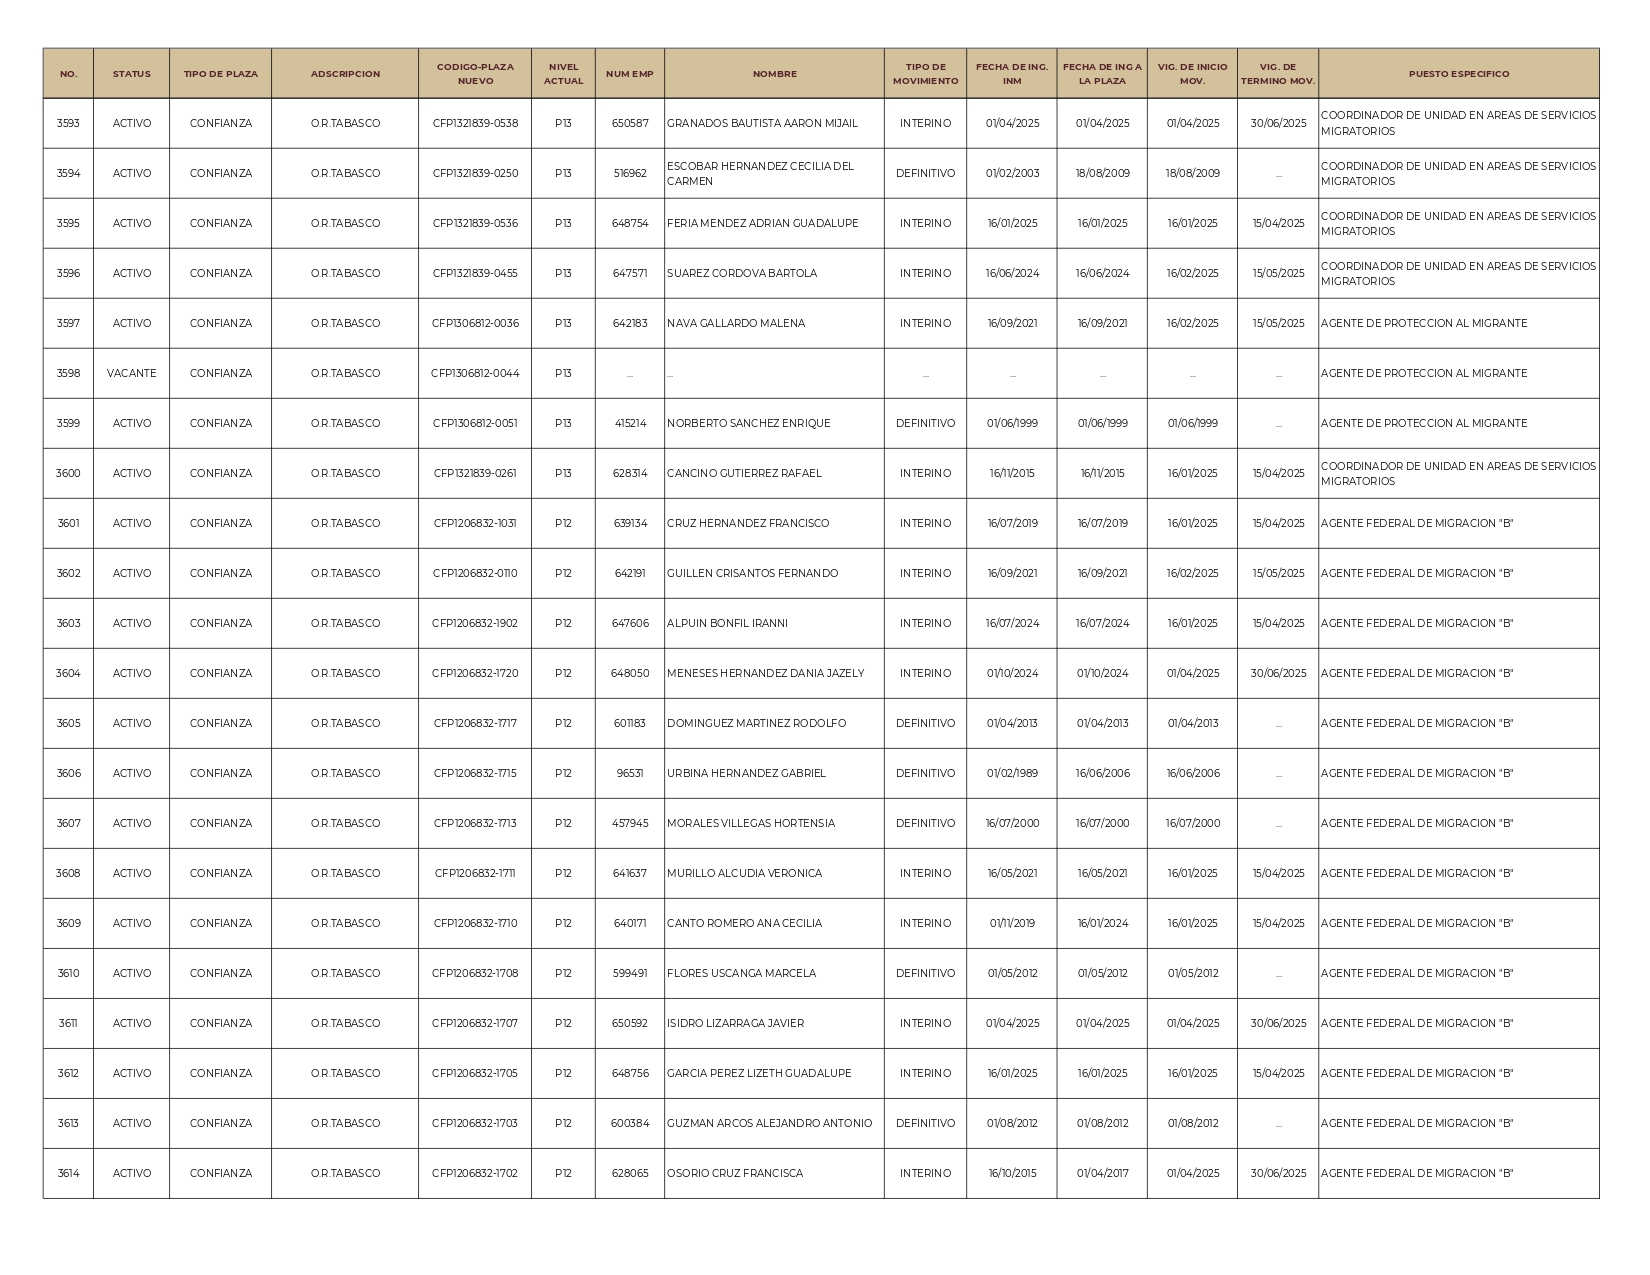 NO. STATUS TIPO DE PLAZA ADSCRIPCION CODIGO-PLAZA NUEVO NIVEL ACTUAL NUM EMP NOMBRE TIPO DE MOVIMIENTO FECHA DE ING. INM FECHA DE ING A LA PLAZA VIG. DE INICIO MOV. VIG. DE TERMINO MOV. PUESTO ESPECIFICO
3593 ACTIVO CONFIANZA O.R.TABASCO CFP1321839-0538 P13 650587 GRANADOS BAUTISTA AARON MIJAIL INTERINO 01/04/2025 01/04/2025 01/04/2025 30/06/2025 COORDINADOR DE UNIDAD EN AREAS DE SERVICIOS MIGRATORIOS
3594 ACTIVO CONFIANZA O.R.TABASCO CFP1321839-0250 P13 516962 ESCOBAR HERNANDEZ CECILIA DEL CARMEN DEFINITIVO 01/02/2003 18/08/2009 18/08/2009 ... COORDINADOR DE UNIDAD EN AREAS DE SERVICIOS MIGRATORIOS
3595 ACTIVO CONFIANZA O.R.TABASCO CFP1321839-0536 P13 648754 FERIA MENDEZ ADRIAN GUADALUPE INTERINO 16/01/2025 16/01/2025 16/01/2025 15/04/2025 COORDINADOR DE UNIDAD EN AREAS DE SERVICIOS MIGRATORIOS
3596 ACTIVO CONFIANZA O.R.TABASCO CFP1321839-0455 P13 647571 SUAREZ CORDOVA BARTOLA INTERINO 16/06/2024 16/06/2024 16/02/2025 15/05/2025 COORDINADOR DE UNIDAD EN AREAS DE SERVICIOS MIGRATORIOS
3597 ACTIVO CONFIANZA O.R.TABASCO CFP1306812-0036 P13 642183 NAVA GALLARDO MALENA INTERINO 16/09/2021 16/09/2021 16/02/2025 15/05/2025 AGENTE DE PROTECCION AL MIGRANTE
3598 VACANTE CONFIANZA O.R.TABASCO CFP1306812-0044 P13 ... ... ... ... ... ... ... AGENTE DE PROTECCION AL MIGRANTE
3599 ACTIVO CONFIANZA O.R.TABASCO CFP1306812-0051 P13 415214 NORBERTO SANCHEZ ENRIQUE DEFINITIVO 01/06/1999 01/06/1999 01/06/1999 ... AGENTE DE PROTECCION AL MIGRANTE
3600 ACTIVO CONFIANZA O.R.TABASCO CFP1321839-0261 P13 628314 CANCINO GUTIERREZ RAFAEL INTERINO 16/11/2015 16/11/2015 16/01/2025 15/04/2025 COORDINADOR DE UNIDAD EN AREAS DE SERVICIOS MIGRATORIOS
3601 ACTIVO CONFIANZA O.R.TABASCO CFP1206832-1031 P12 639134 CRUZ HERNANDEZ FRANCISCO INTERINO 16/07/2019 16/07/2019 16/01/2025 15/04/2025 AGENTE FEDERAL DE MIGRACION "B"
3602 ACTIVO CONFIANZA O.R.TABASCO CFP1206832-0110 P12 642191 GUILLEN CRISANTOS FERNANDO INTERINO 16/09/2021 16/09/2021 16/02/2025 15/05/2025 AGENTE FEDERAL DE MIGRACION "B"
3603 ACTIVO CONFIANZA O.R.TABASCO CFP1206832-1902 P12 647606 ALPUIN BONFIL IRANNI INTERINO 16/07/2024 16/07/2024 16/01/2025 15/04/2025 AGENTE FEDERAL DE MIGRACION "B"
3604 ACTIVO CONFIANZA O.R.TABASCO CFP1206832-1720 P12 648050 MENESES HERNANDEZ DANIA JAZELY INTERINO 01/10/2024 01/10/2024 01/04/2025 30/06/2025 AGENTE FEDERAL DE MIGRACION "B"
3605 ACTIVO CONFIANZA O.R.TABASCO CFP1206832-1717 P12 601183 DOMINGUEZ MARTINEZ RODOLFO DEFINITIVO 01/04/2013 01/04/2013 01/04/2013 ... AGENTE FEDERAL DE MIGRACION "B"
3606 ACTIVO CONFIANZA O.R.TABASCO CFP1206832-1715 P12 96531 URBINA HERNANDEZ GABRIEL DEFINITIVO 01/02/1989 16/06/2006 16/06/2006 ... AGENTE FEDERAL DE MIGRACION "B"
3607 ACTIVO CONFIANZA O.R.TABASCO CFP1206832-1713 P12 457945 MORALES VILLEGAS HORTENSIA DEFINITIVO 16/07/2000 16/07/2000 16/07/2000 ... AGENTE FEDERAL DE MIGRACION "B"
3608 ACTIVO CONFIANZA O.R.TABASCO CFP1206832-1711 P12 641637 MURILLO ALCUDIA VERONICA INTERINO 16/05/2021 16/05/2021 16/01/2025 15/04/2025 AGENTE FEDERAL DE MIGRACION "B"
3609 ACTIVO CONFIANZA O.R.TABASCO CFP1206832-1710 P12 640171 CANTO ROMERO ANA CECILIA INTERINO 01/11/2019 16/01/2024 16/01/2025 15/04/2025 AGENTE FEDERAL DE MIGRACION "B"
3610 ACTIVO CONFIANZA O.R.TABASCO CFP1206832-1708 P12 599491 FLORES USCANGA MARCELA DEFINITIVO 01/05/2012 01/05/2012 01/05/2012 ... AGENTE FEDERAL DE MIGRACION "B"
3611 ACTIVO CONFIANZA O.R.TABASCO CFP1206832-1707 P12 650592 ISIDRO LIZARRAGA JAVIER INTERINO 01/04/2025 01/04/2025 01/04/2025 30/06/2025 AGENTE FEDERAL DE MIGRACION "B"
3612 ACTIVO CONFIANZA O.R.TABASCO CFP1206832-1705 P12 648756 GARCIA PEREZ LIZETH GUADALUPE INTERINO 16/01/2025 16/01/2025 16/01/2025 15/04/2025 AGENTE FEDERAL DE MIGRACION "B"
3613 ACTIVO CONFIANZA O.R.TABASCO CFP1206832-1703 P12 600384 GUZMAN ARCOS ALEJANDRO ANTONIO DEFINITIVO 01/08/2012 01/08/2012 01/08/2012 ... AGENTE FEDERAL DE MIGRACION "B"
3614 ACTIVO CONFIANZA O.R.TABASCO CFP1206832-1702 P12 628065 OSORIO CRUZ FRANCISCA INTERINO 16/10/2015 01/04/2017 01/04/2025 30/06/2025 AGENTE FEDERAL DE MIGRACION "B"